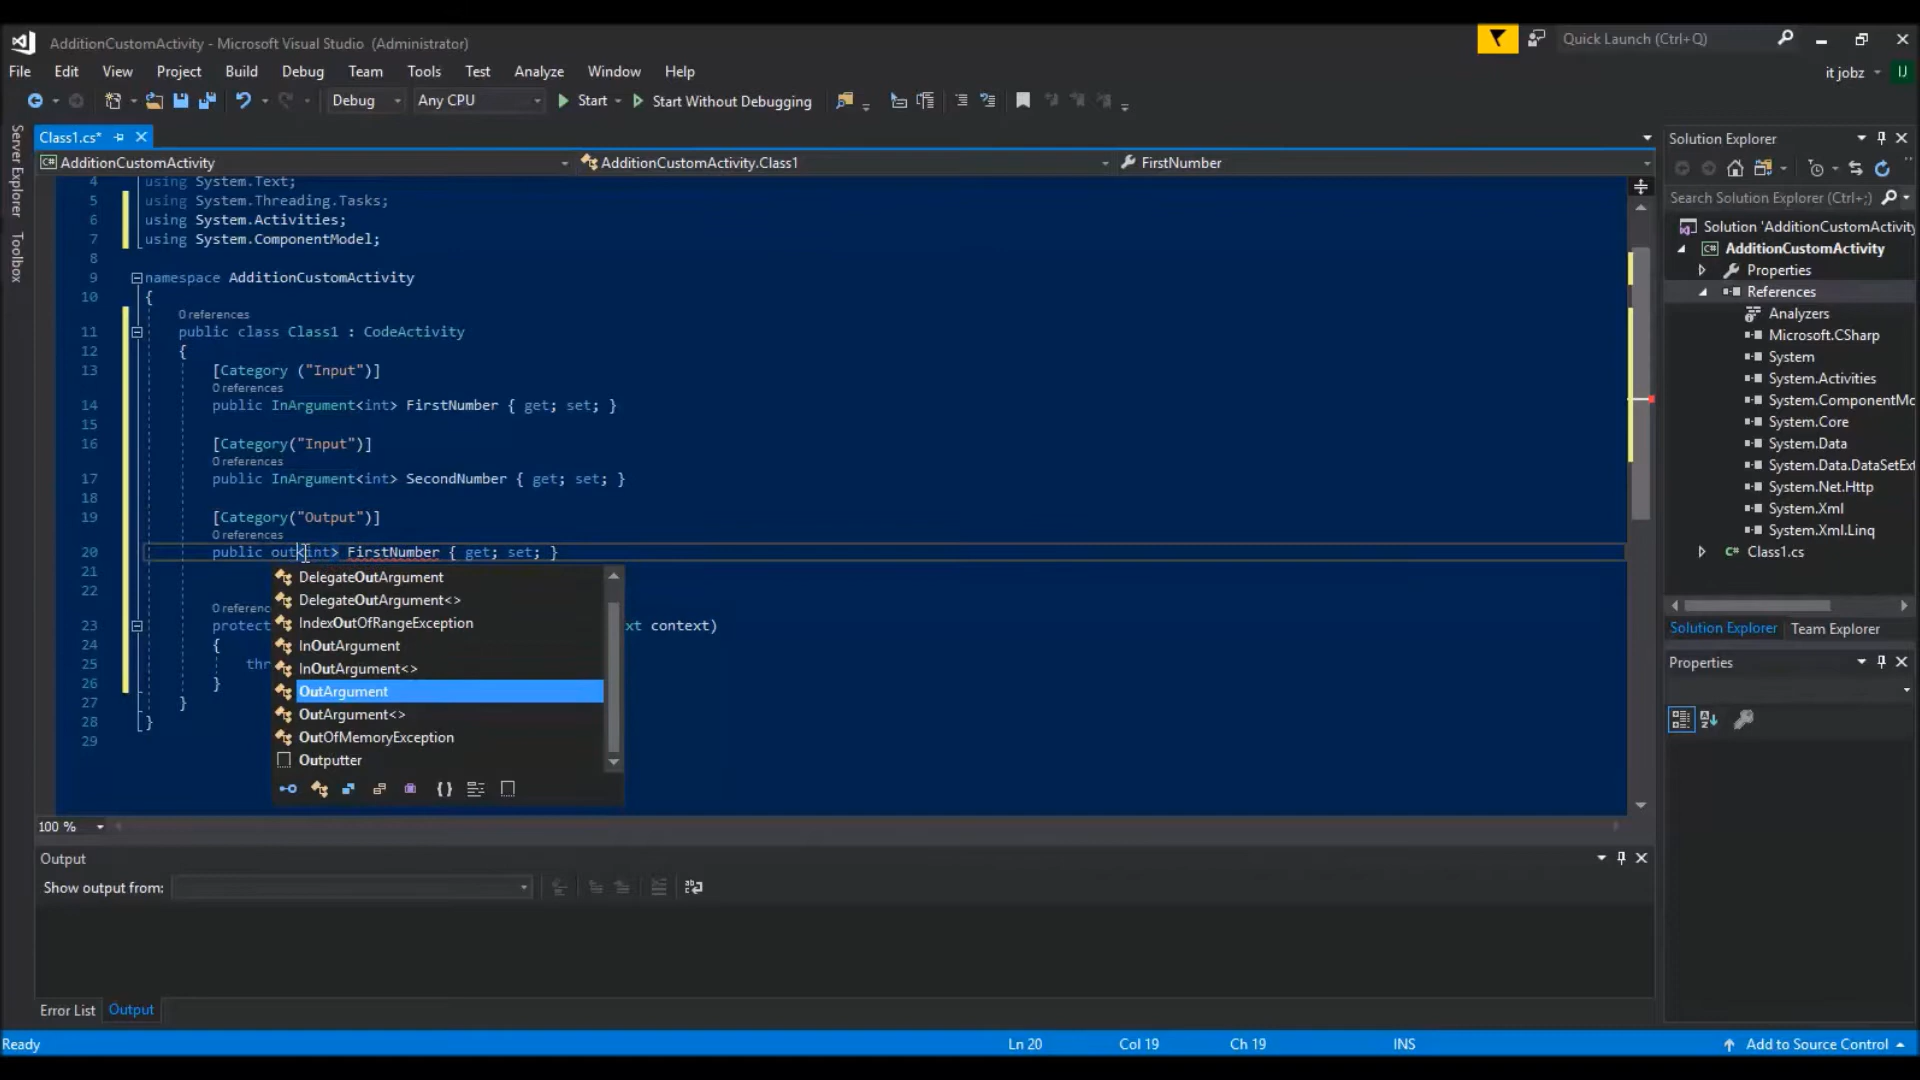 AdditionCustomActivity - Microsoft Visual Studio (Administrator)
Quick Launch (Ctrl+Q)
File Edit View Project Build Debug Team Tools Test Analyze Window Help
it jobz
IJ
Debug Any CPU Start Start Without Debugging
Server Explorer
Toolbox
Class1.cs*
AdditionCustomActivity AdditionCustomActivity.Class1 FirstNumber
4 using System.Text;
5 using System.Threading.Tasks;
6 using System.Activities;
7 using System.ComponentModel;
8
9 namespace AdditionCustomActivity
10 {
0 references
11 public class Class1 : CodeActivity
12 {
13 [Category ("Input")]
0 references
14 public InArgument<int> FirstNumber { get; set; }
15
16 [Category("Input")]
0 references
17 public InArgument<int> SecondNumber { get; set; }
18
19 [Category("Output")]
0 references
20 public out<int> FirstNumber { get; set; }
21
22
0 referenc
23 protect xt context)
24 {
25 thr
26 }
27 }
28 }
29
DelegateOutArgument
DelegateOutArgument<>
IndexOutOfRangeException
InOutArgument
InOutArgument<>
OutArgument
OutArgument<>
OutOfMemoryException
Outputter
100 %
Output
Show output from:
Error List Output
Solution Explorer
Search Solution Explorer (Ctrl+;)
Solution 'AdditionCustomActivity
AdditionCustomActivity
Properties
References
Analyzers
Microsoft.CSharp
System
System.Activities
System.ComponentMo
System.Core
System.Data
System.Data.DataSetExt
System.Net.Http
System.Xml
System.Xml.Linq
C# Class1.cs
Solution Explorer Team Explorer
Properties
Ready Ln 20 Col 19 Ch 19 INS Add to Source Control